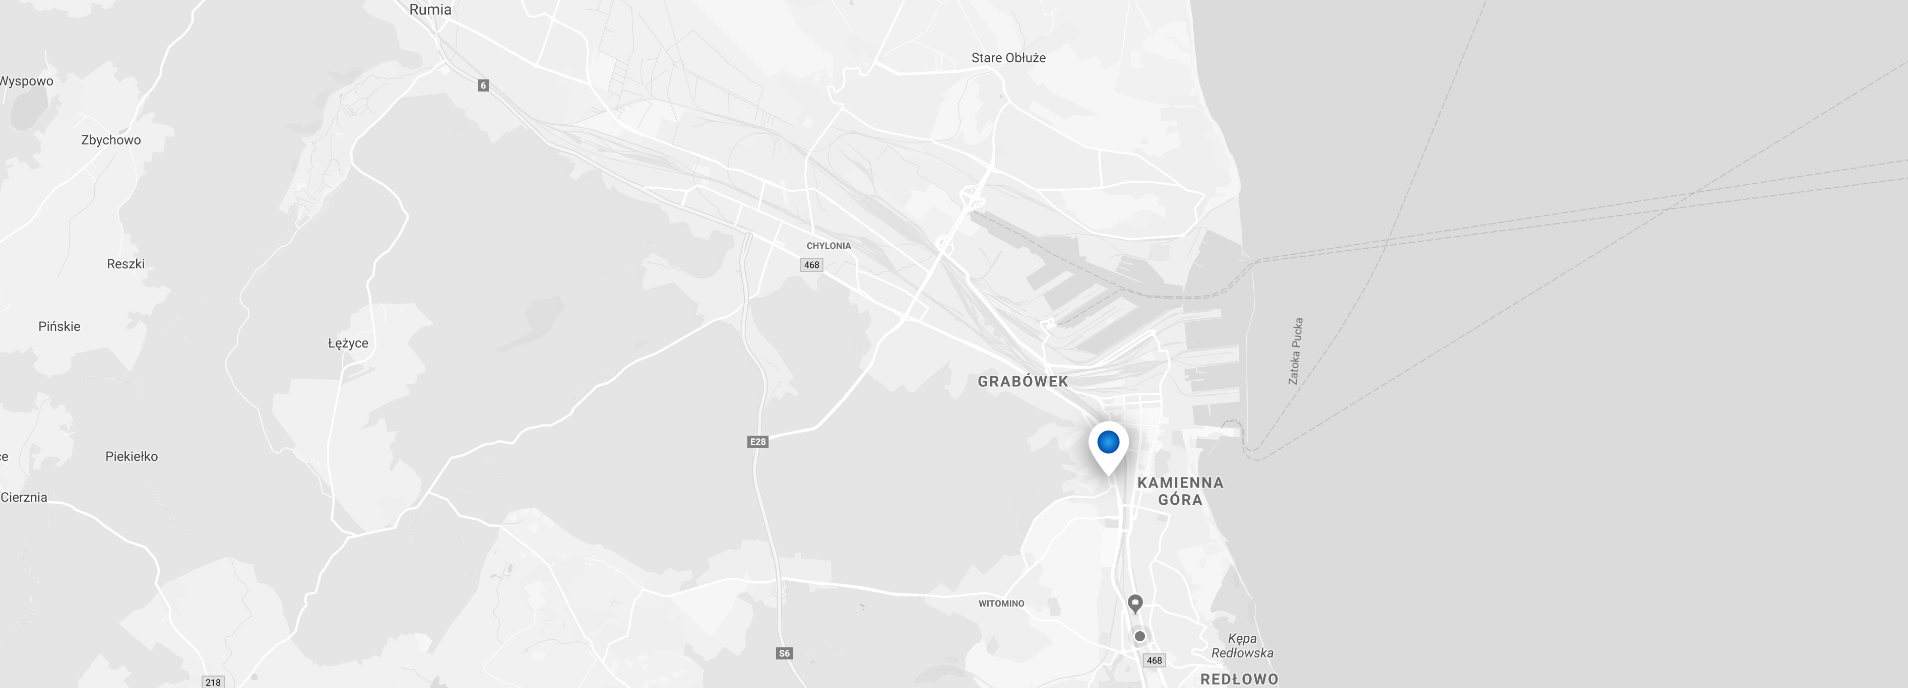 Rumia
Stare Obłuże
Wyspowo
6
Zbychowo
CHYLONIA
468
Reszki
Pińskie
Łężyce
Zatoka Pucka
GRABÓWEK
E28
Piekiełko
ce
Cierznia
KAMIENNA
GÓRA
WITOMINO
Kępa
Redłowska
S6
468
REDŁOWO
218